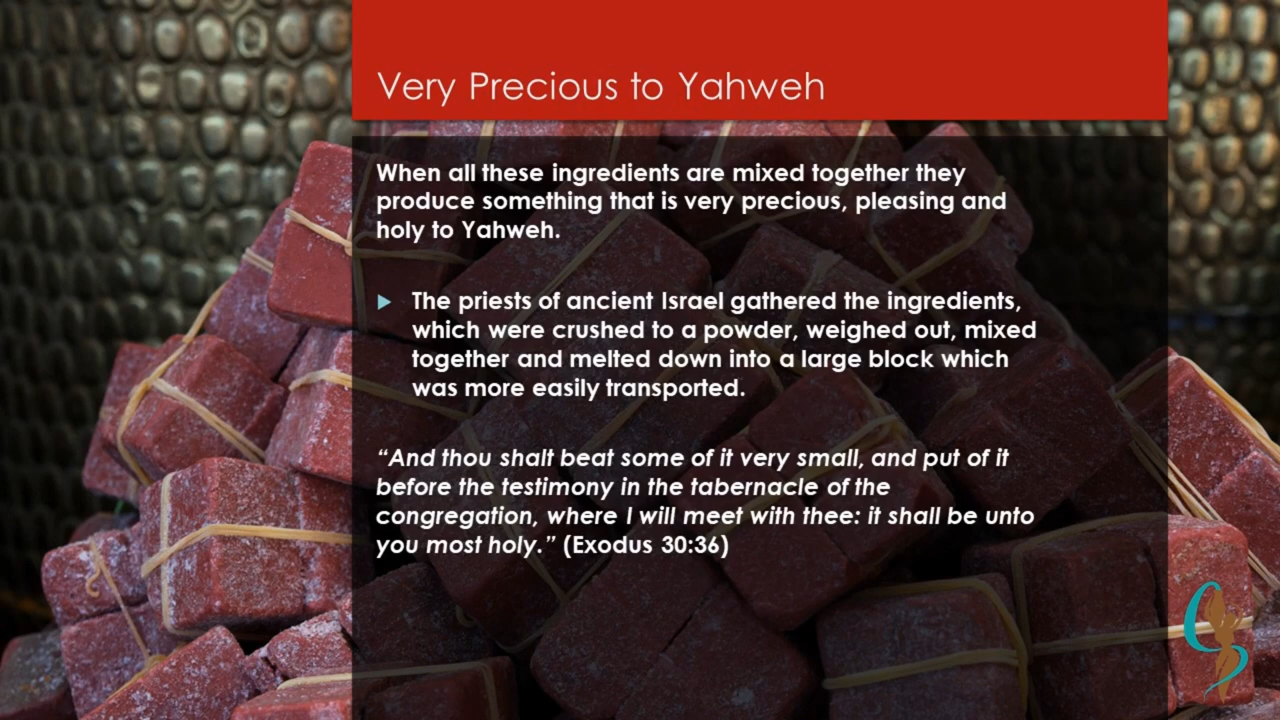 Very Precious to Yahweh
When all these ingredients are mixed together they
produce something that is very precious, pleasing and
holy to Yahweh.
The priests of ancient Israel gathered the ingredients,
which were crushed to a powder, weighed out, mixed
together and melted down into a large block which
was more easily transported.
“And thou shalt beat some of it very small, and put of it
before the testimony in the tabernacle of the
congregation, where I will meet with thee: it shall be unto
you most holy.” (Exodus 30:36)